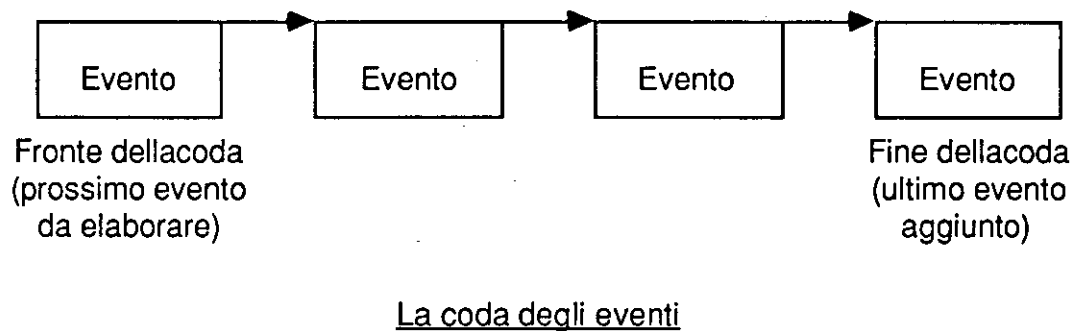 Evento Evento Evento Evento
Fronte dellacoda
(prossimo evento
da elaborare)
Fine dellacoda
(ultimo evento
aggiunto)
La coda degli eventi